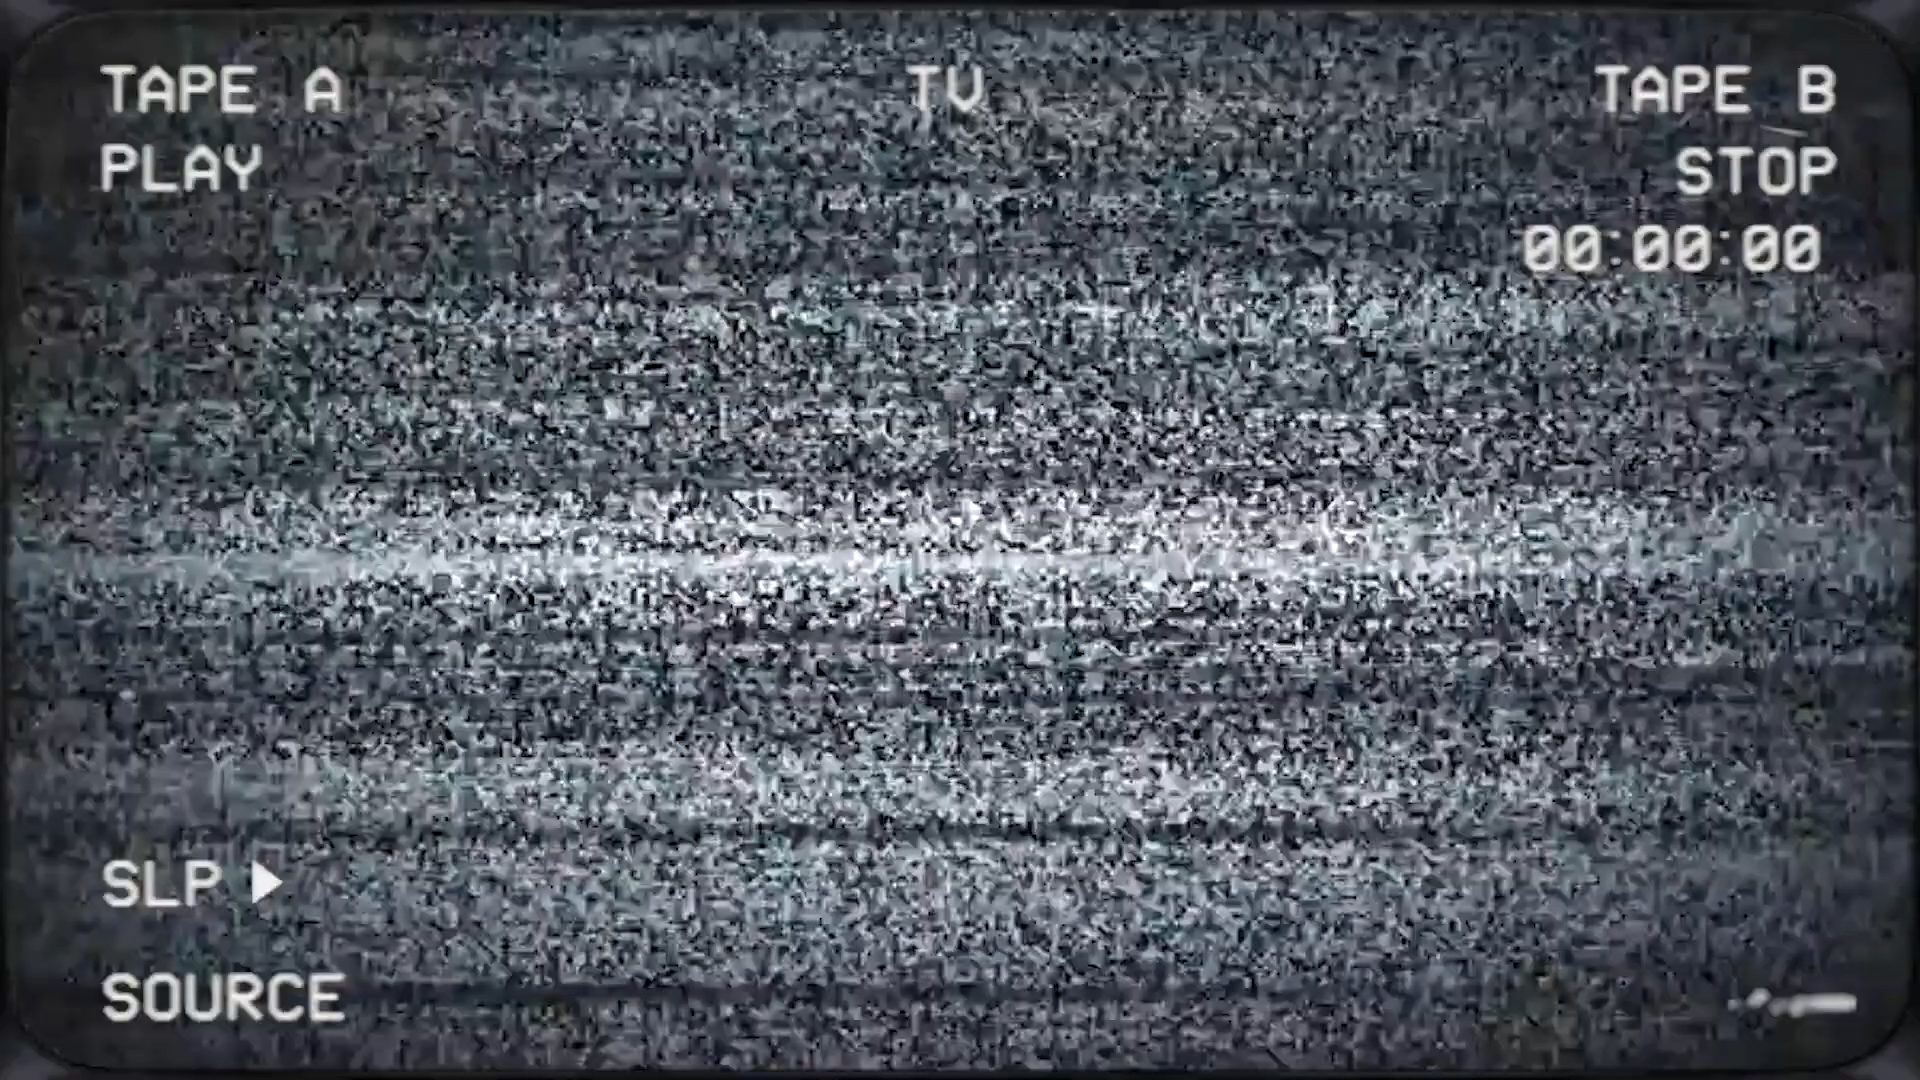 TAPE A
PLAY
TV
TAPE B
STOP
00:00:00
SLP
SOURCE